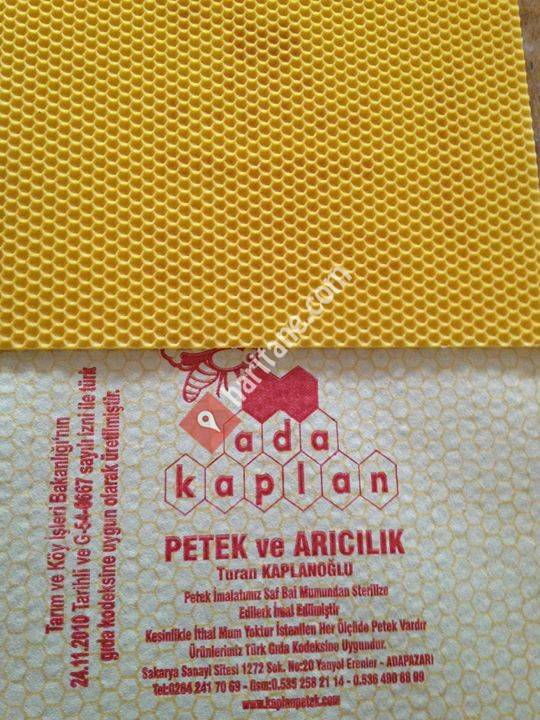 haritane.com
ada
kaplan
PETEK ve ARICILIK
Turan KAPLANOĞLU
Petek İmalatımız Saf Bal Mumundan Sterilize
Edilerk İmal Edilmiştir
Kesinlikle İthal Mum Yoktur İstenilen Her Ölçüde Petek Vardır
Ürünlerimiz Türk Gıda Kodeksine Uygundur.
Sakarya Sanayi Sitesi 1272 Sok. No:20 Yanyol Erenler - ADAPAZARI
Tel:0264 241 70 69 - Gsm:0.535 258 21 14 - 0.536 490 68 09
www.kaplanpetek.com
Tarım ve Köy İşleri Bakanlığı'nın
24.11.2010 Tarihli ve G-54-0667 sayılı izni ile türk
gıda kodeksine uygun olarak üretilmiştir.